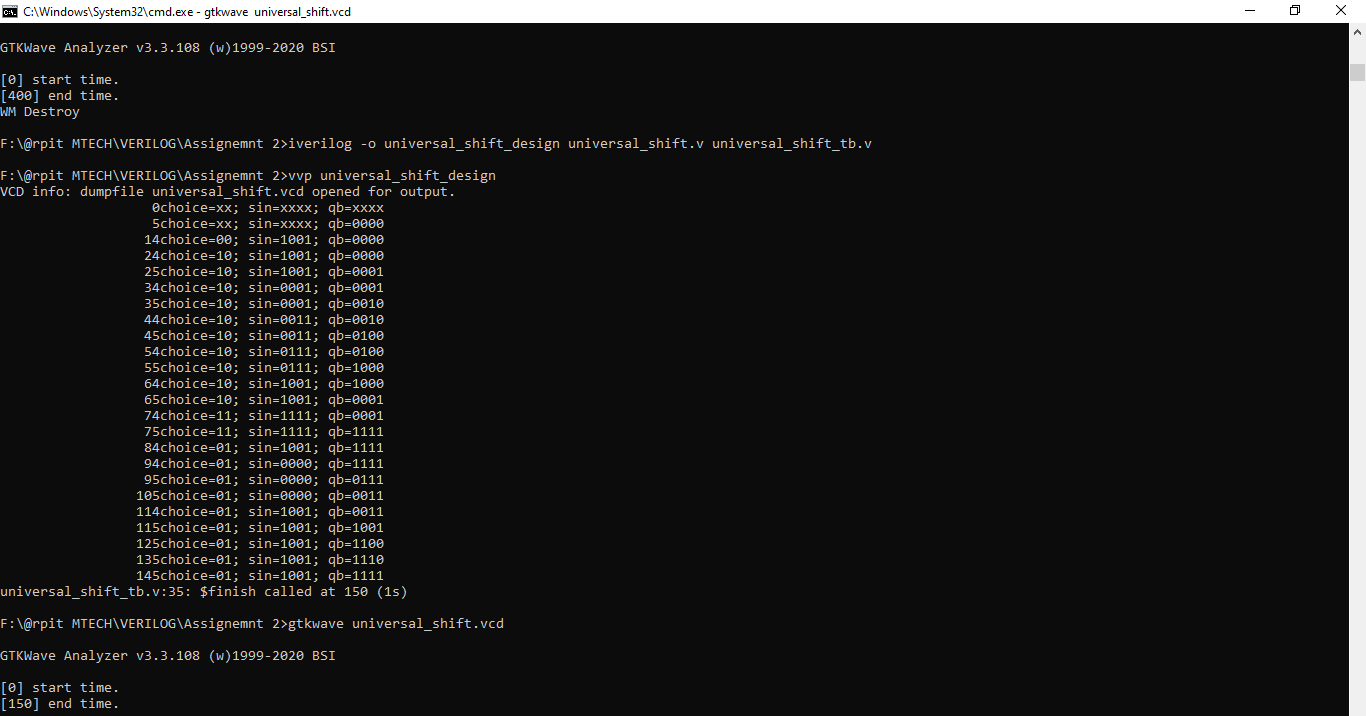 C:\Windows\System32\cmd.exe - gtkwave  universal_shift.vcd
GTKWave Analyzer v3.3.108 (w)1999-2020 BSI
[0] start time.
[400] end time.
WM Destroy
F:\@rpit MTECH\VERILOG\Assignemnt 2>iverilog -o universal_shift_design universal_shift.v universal_shift_tb.v
F:\@rpit MTECH\VERILOG\Assignemnt 2>vvp universal_shift_design
VCD info: dumpfile universal_shift.vcd opened for output.
0choice=xx; sin=xxxx; qb=xxxx
5choice=xx; sin=xxxx; qb=0000
14choice=00; sin=1001; qb=0000
24choice=10; sin=1001; qb=0000
25choice=10; sin=1001; qb=0001
34choice=10; sin=0001; qb=0001
35choice=10; sin=0001; qb=0010
44choice=10; sin=0011; qb=0010
45choice=10; sin=0011; qb=0100
54choice=10; sin=0111; qb=0100
55choice=10; sin=0111; qb=1000
64choice=10; sin=1001; qb=1000
65choice=10; sin=1001; qb=0001
74choice=11; sin=1111; qb=0001
75choice=11; sin=1111; qb=1111
84choice=01; sin=1001; qb=1111
94choice=01; sin=0000; qb=1111
95choice=01; sin=0000; qb=0111
105choice=01; sin=0000; qb=0011
114choice=01; sin=1001; qb=0011
115choice=01; sin=1001; qb=1001
125choice=01; sin=1001; qb=1100
135choice=01; sin=1001; qb=1110
145choice=01; sin=1001; qb=1111
universal_shift_tb.v:35: $finish called at 150 (1s)
F:\@rpit MTECH\VERILOG\Assignemnt 2>gtkwave universal_shift.vcd
GTKWave Analyzer v3.3.108 (w)1999-2020 BSI
[0] start time.
[150] end time.